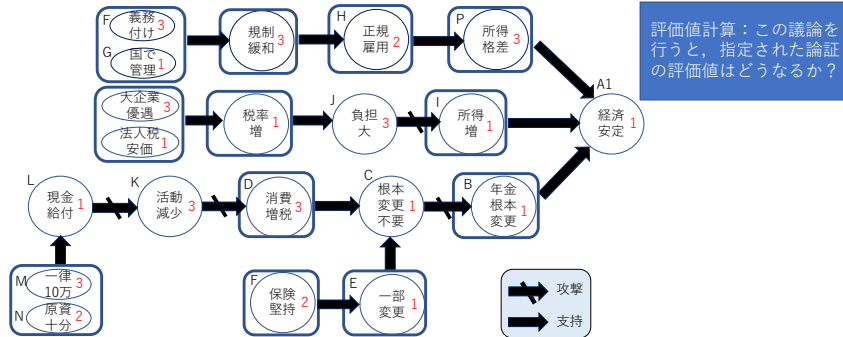 F 義務
付け 3
G 国で
管理 1
規制
緩和 3
H 正規
雇用 2
P 所得
格差 3
A1
経済
安定 1
評価値計算：この議論を
行うと，指定された論証
の評価値はどうなるか？
大企業
優遇 3
法人税
安価 1
税率
増 1
J 負担
大 3
I 所得
増 1
L 現金
給付 1
K 活動
減少 3
D 消費
増税 3
C 根本
変更
不要 1
B 年金
根本
変更 1
M 一律
10万 3
N 原資
十分 2
F 保険
堅持 2
E 一部
変更 1
攻撃
支持